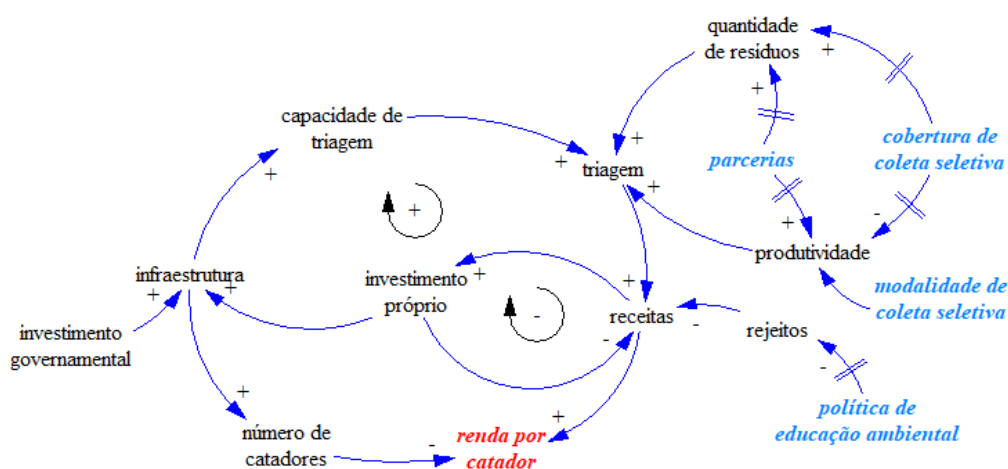 quantidade
de resíduos
+
+
capacidade de
triagem
+
+
+
triagem
+
parcerias
cobertura de
coleta seletiva
+
+
-
produtividade
infraestrutura
+
+
investimento
próprio
+
-
+
receitas
-
-
rejeitos
modalidade de
coleta seletiva
investimento
governamental
-
política de
educação ambiental
+
número de
catadores
-
+
renda por
catador